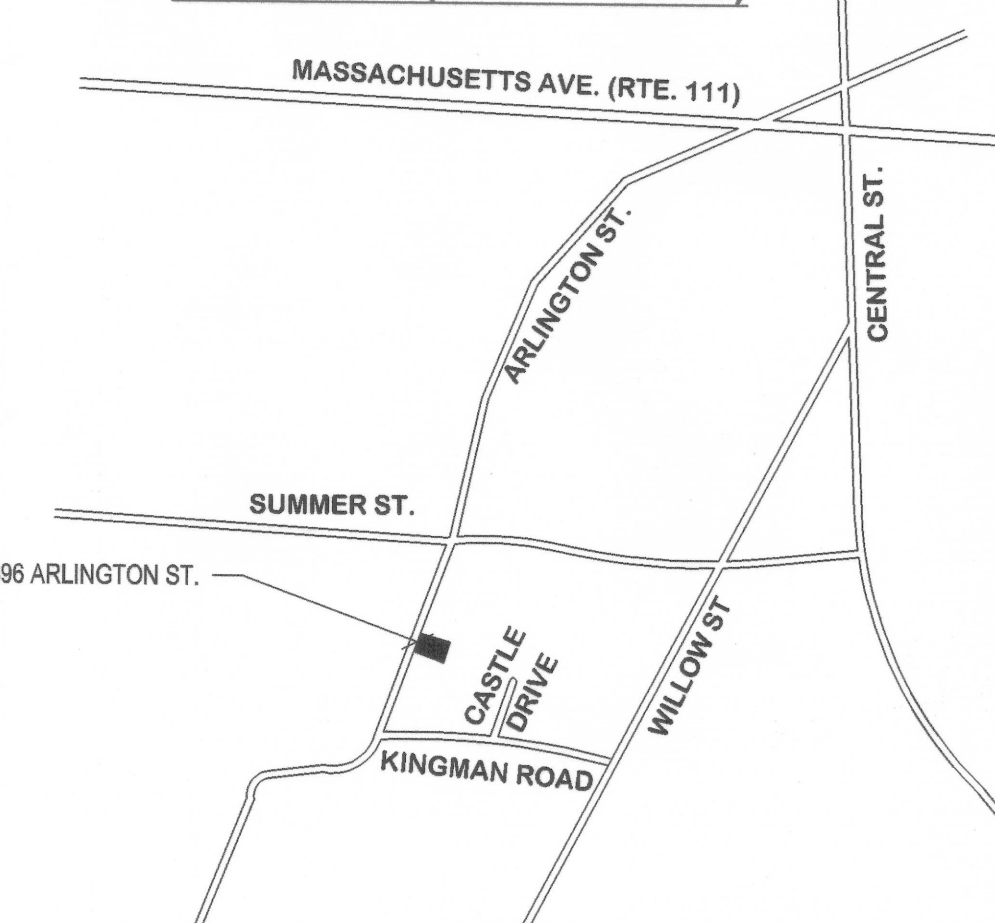 MASSACHUSETTS AVE. (RTE. 111)
CENTRAL ST.
ARLINGTON ST.
SUMMER ST.
96 ARLINGTON ST.
CASTLE
DRIVE
WILLOW ST
KINGMAN ROAD